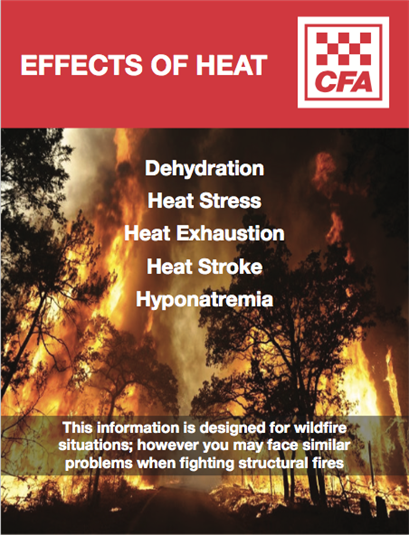 EFFECTS OF HEAT
CFA
Dehydration
Heat Stress
Heat Exhaustion
Heat Stroke
Hyponatremia
This information is designed for wildfire
situations; however you may face similar
problems when fighting structural fires